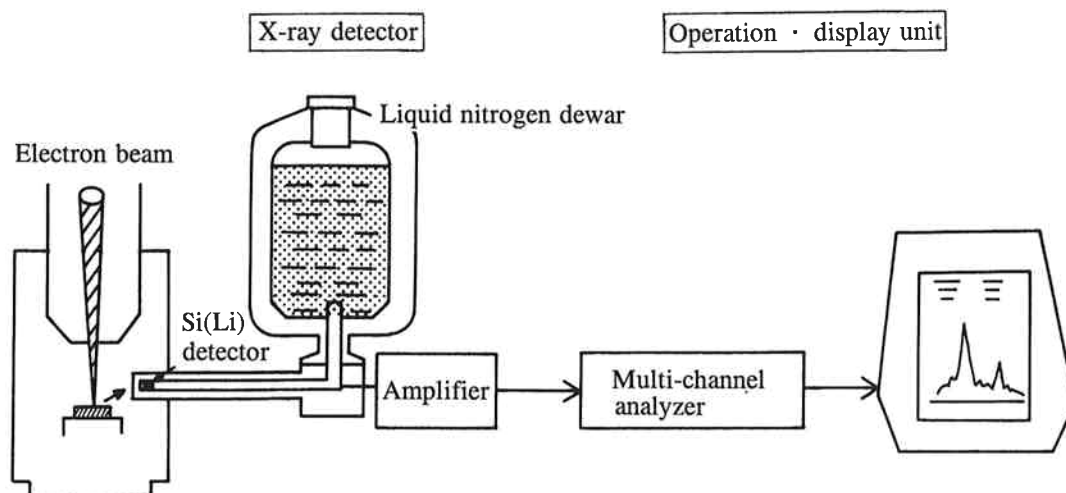 X-ray detector
Operation · display unit
Liquid nitrogen dewar
Electron beam
Si(Li)
detector
Amplifier
Multi-channel
analyzer